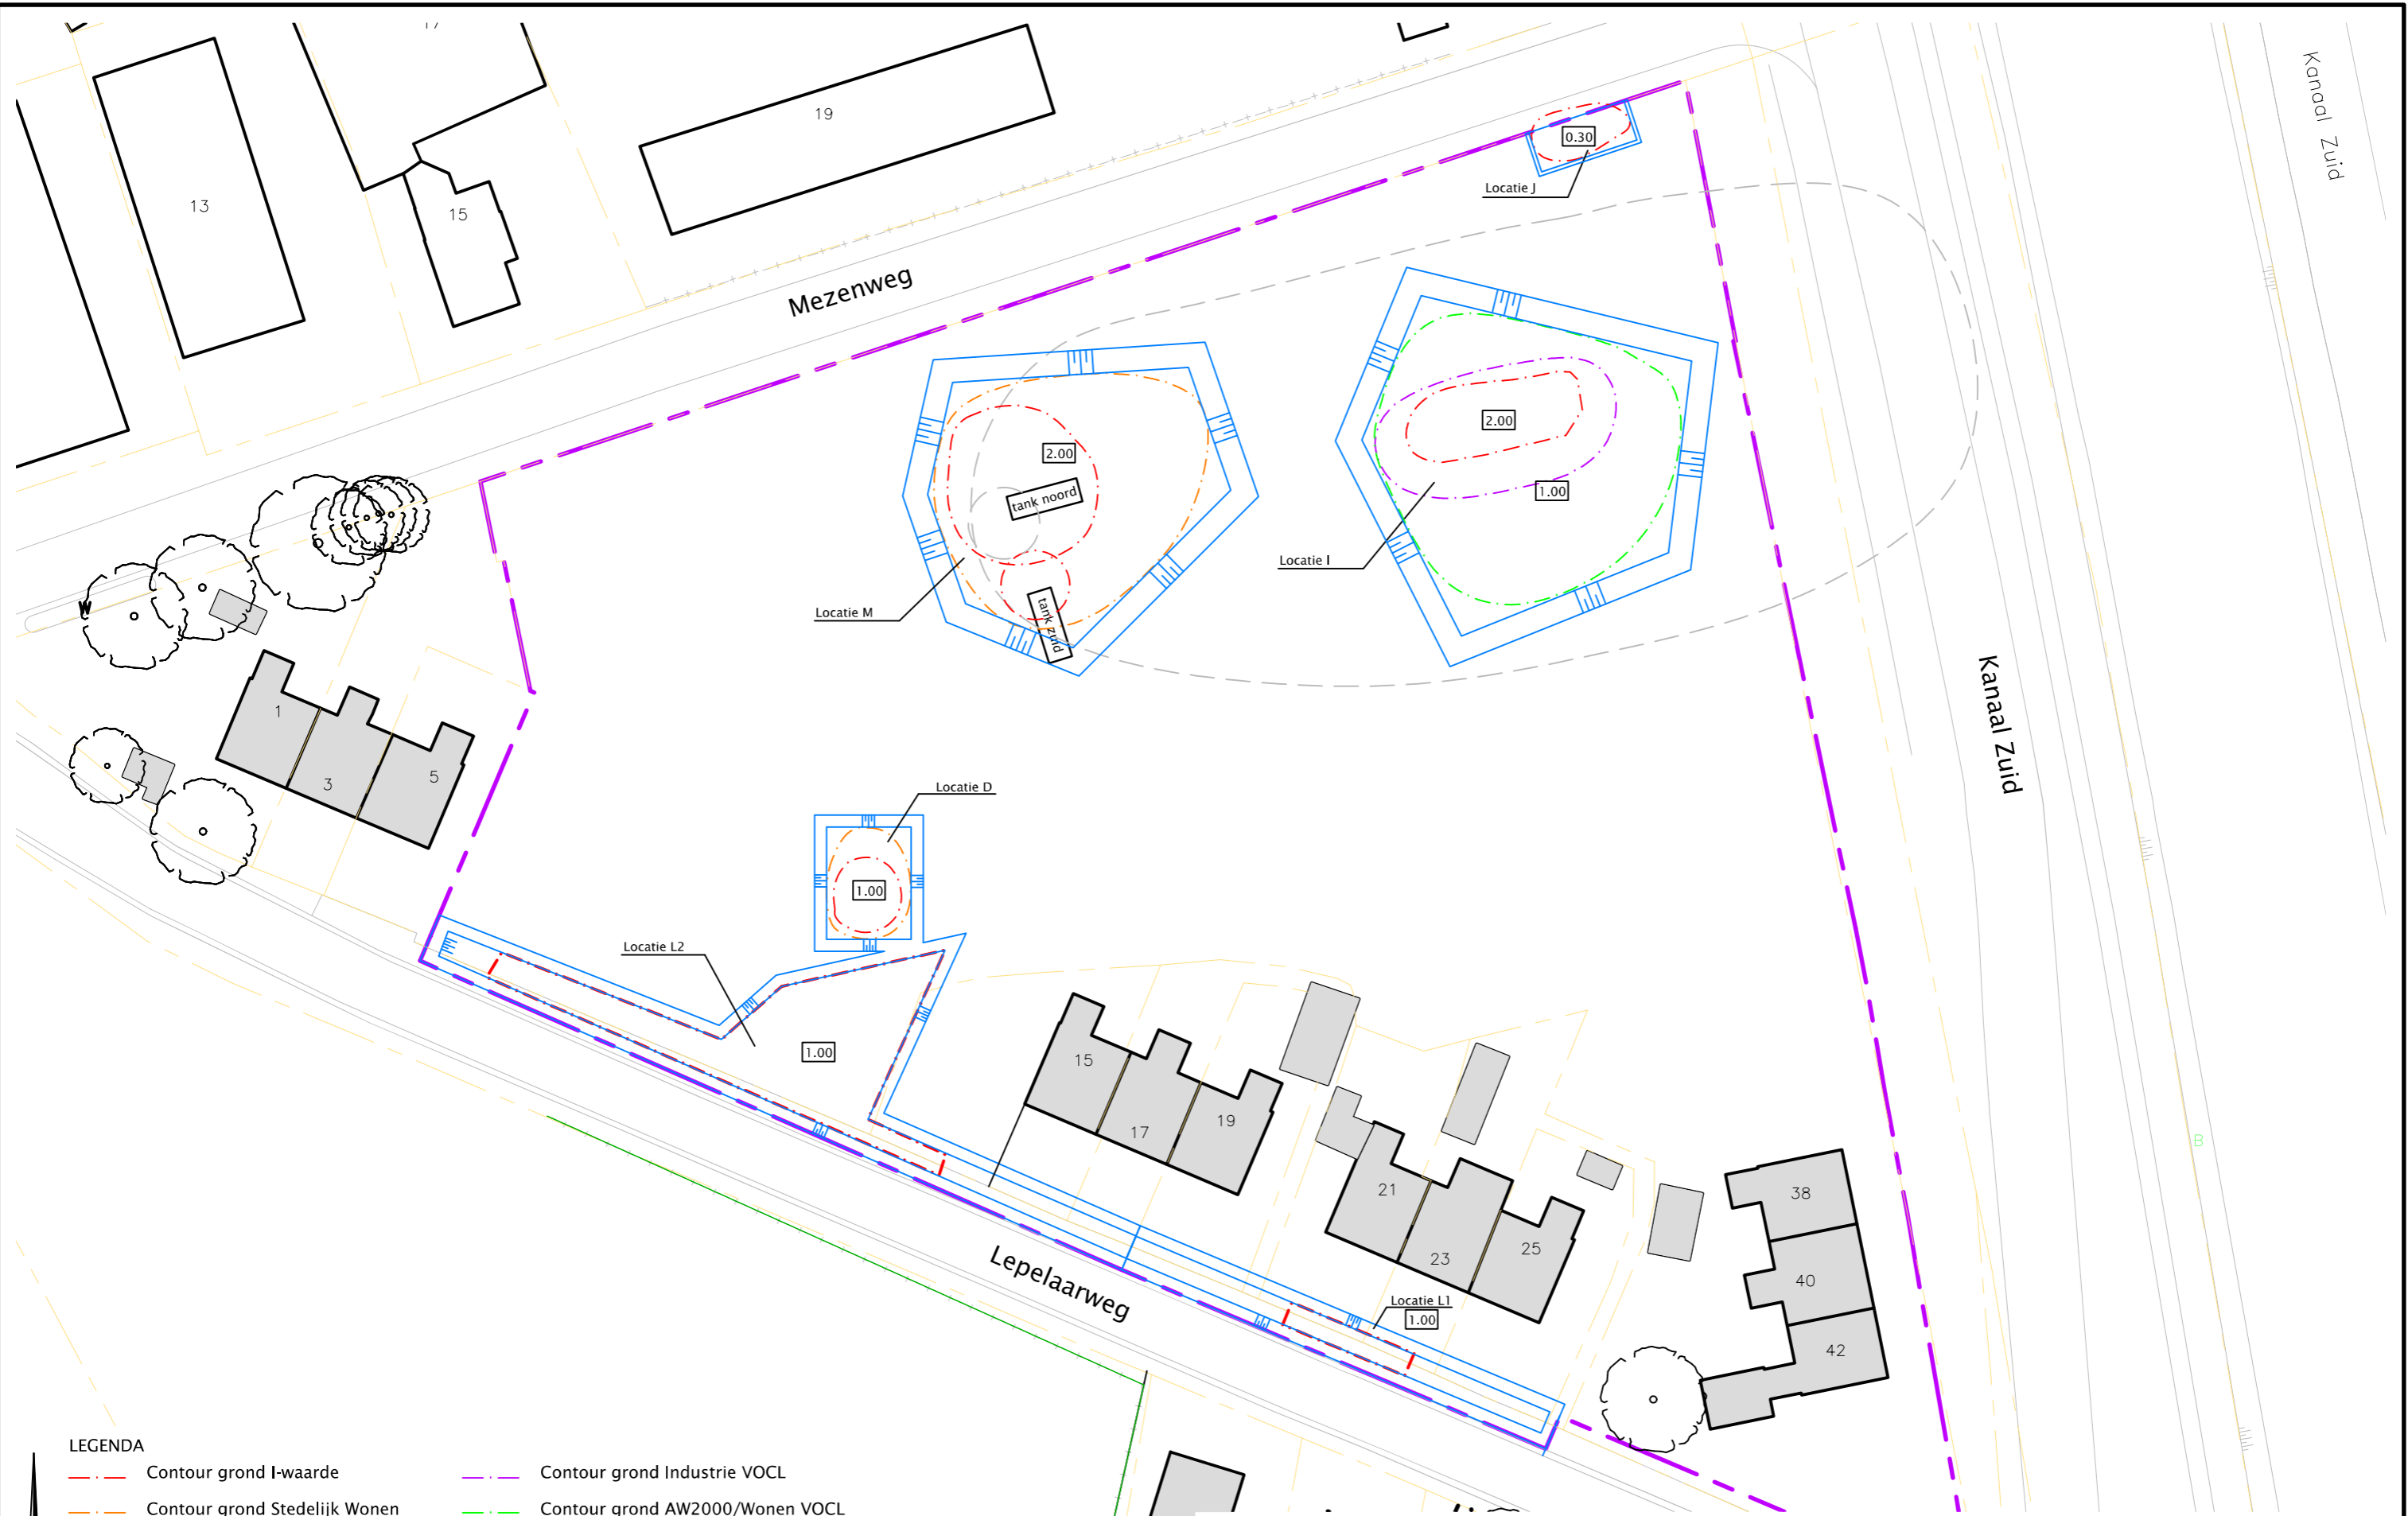 17
19
13
15
Kanaal Zuid
0.30
Locatie J
Mezenweg
2.00
tank noord
2.00
1.00
Locatie I
Locatie M
tank zuid
W
1
3
5
Kanaal Zuid
Locatie D
1.00
Locatie L2
1.00
15
17
19
21
23
25
B
38
40
42
Lepelaarweg
Locatie L1
1.00
LEGENDA
Contour grond I-waarde
Contour grond Industrie VOCL
Contour grond Stedelijk Wonen
Contour grond AW2000/Wonen VOCL